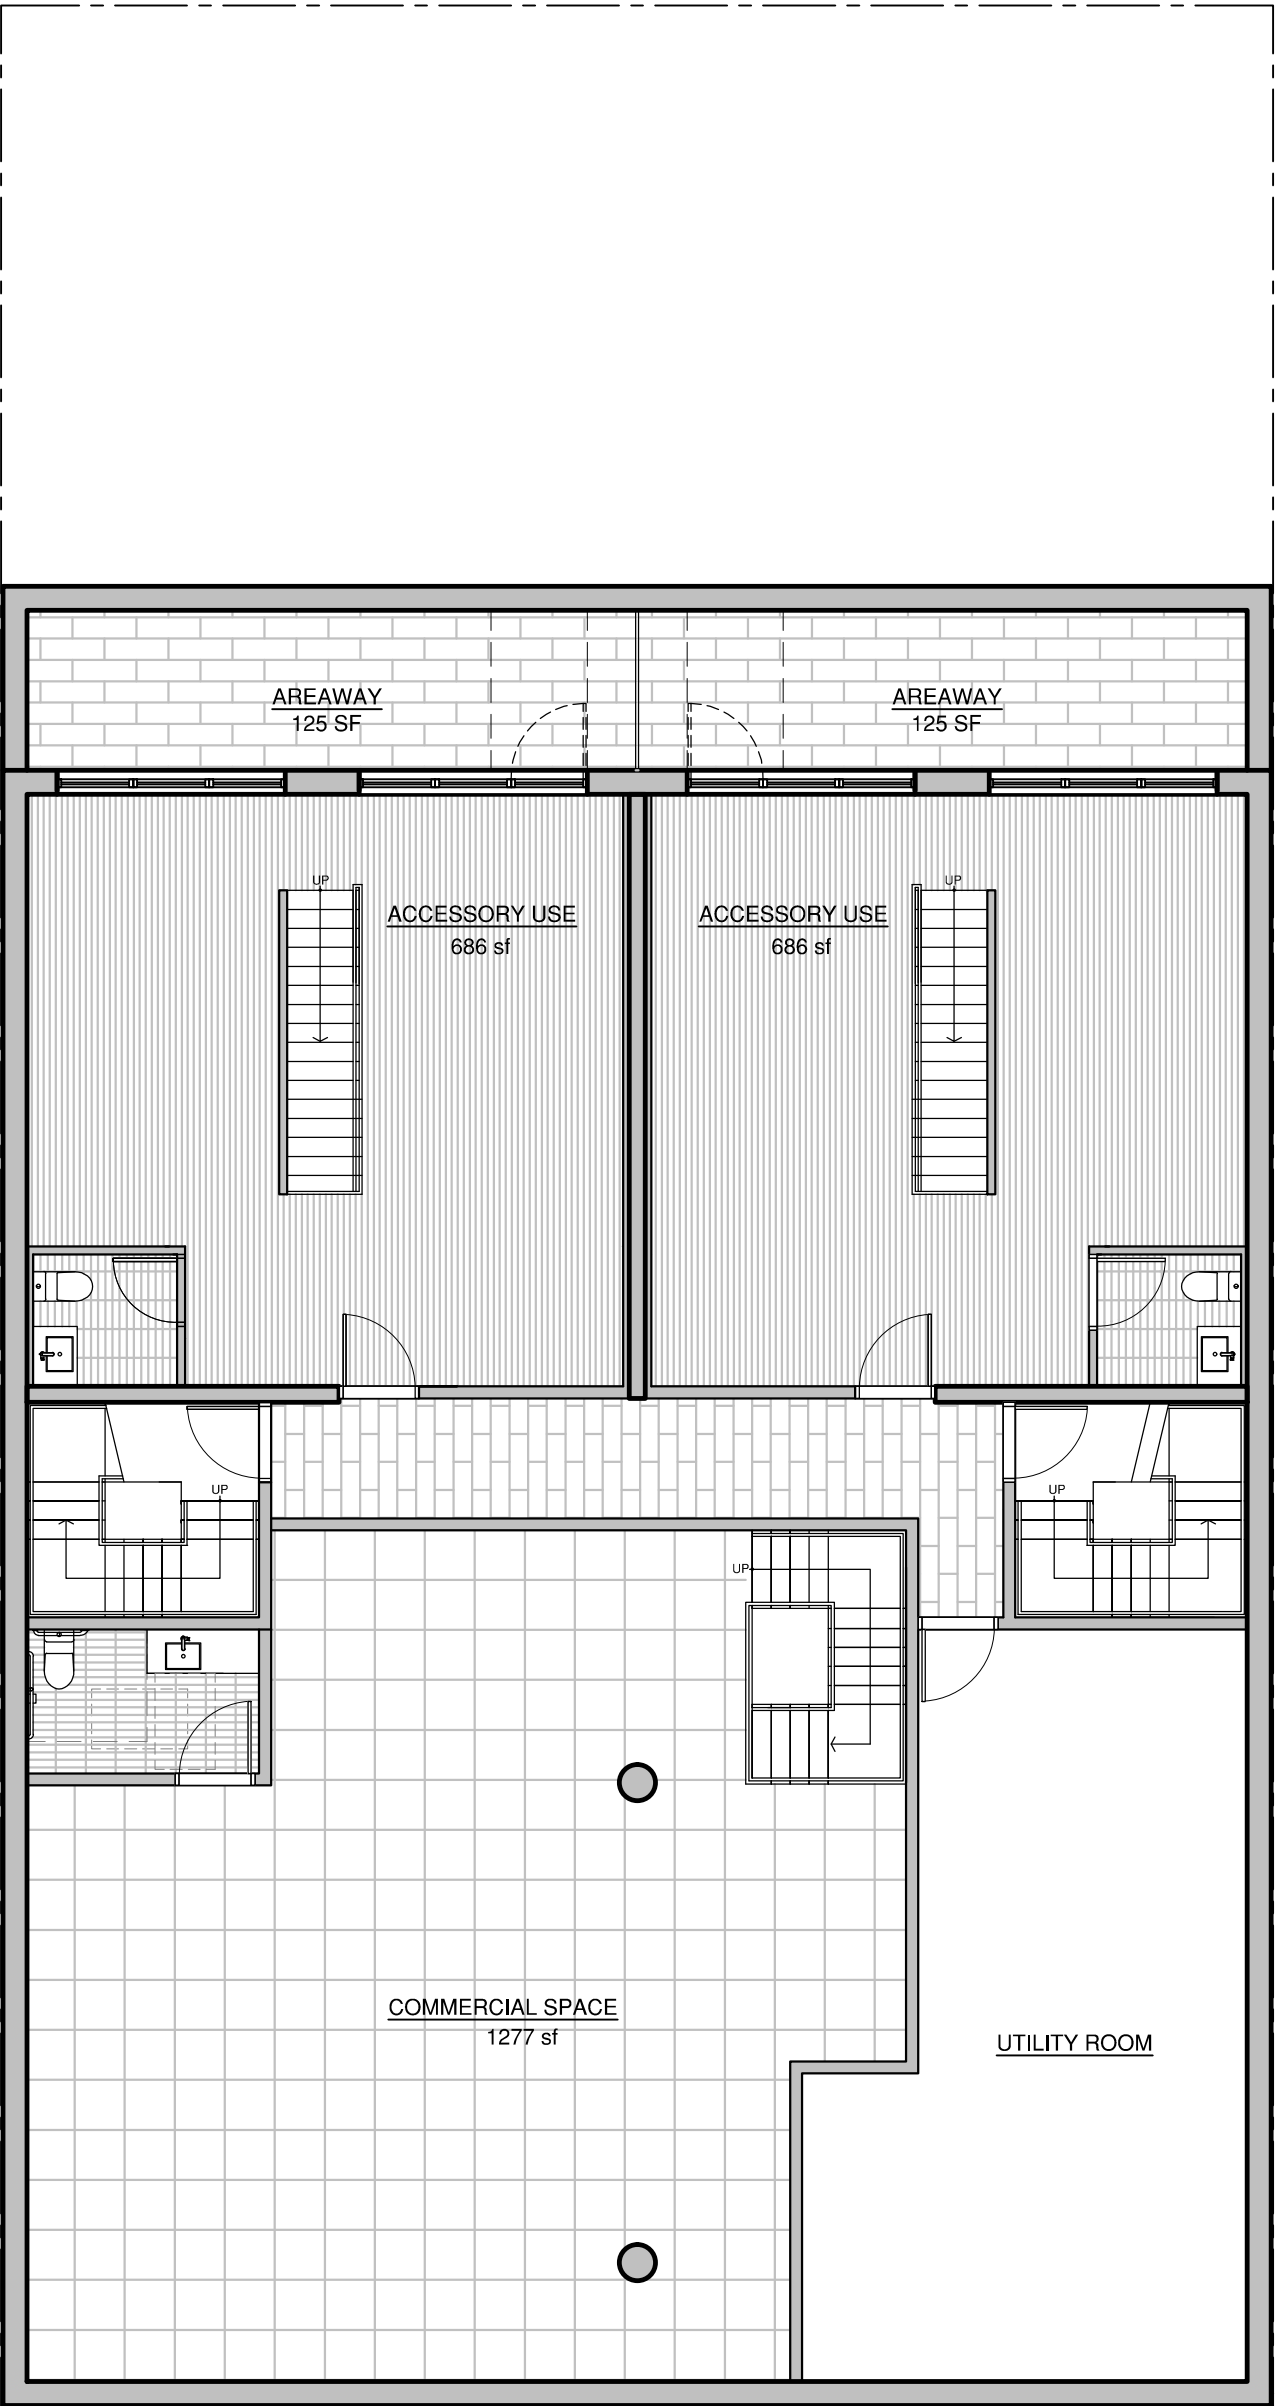 AREAWAY
125 SF
AREAWAY
125 SF
UP
UP
ACCESSORY USE
686 sf
ACCESSORY USE
686 sf
UP
UP
UP
COMMERCIAL SPACE
1277 sf
UTILITY ROOM